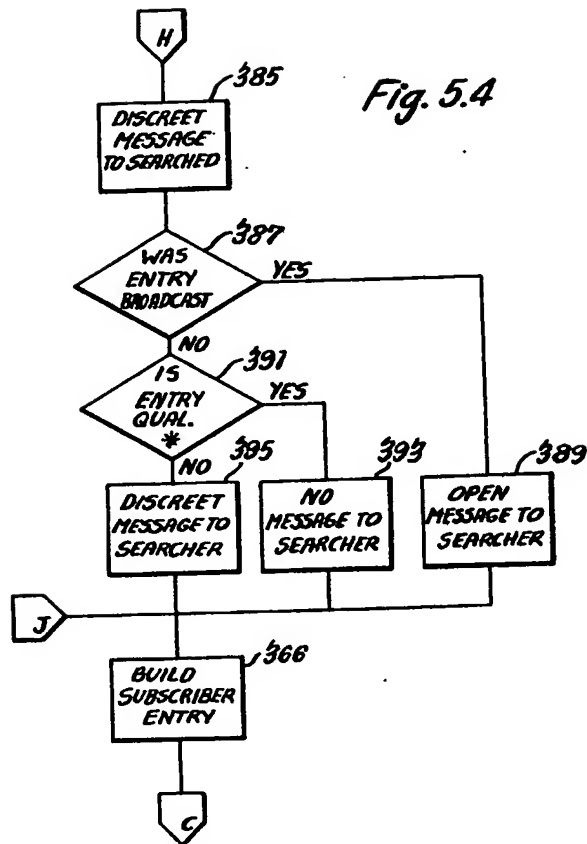 H
385
Fig. 5.4
DISCREET
MESSAGE
TO SEARCHED
387
WAS
ENTRY
BROADCAST
YES
NO
391
IS
ENTRY
QUAL.
*
YES
NO
395
393
389
DISCREET
MESSAGE TO
SEARCHER
NO
MESSAGE TO
SEARCHER
OPEN
MESSAGE TO
SEARCHER
J
366
BUILD
SUBSCRIBER
ENTRY
C